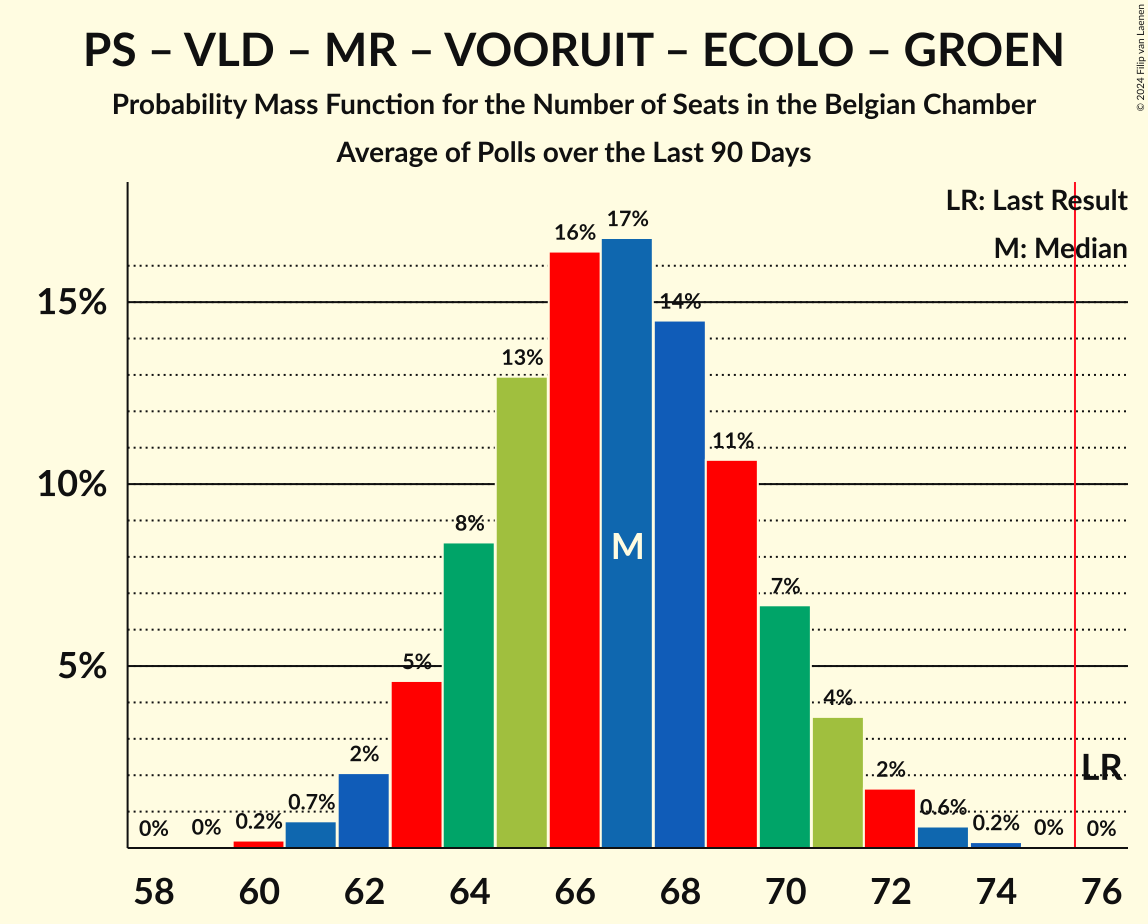 PS – VLD – MR – VOORUIT – ECOLO – GROEN
Probability Mass Function for the Number of Seats in the Belgian Chamber
Average of Polls over the Last 90 Days
© 2024 Filip van Laenen
LR: Last Result
M: Median
15%
10%
5%
0%
0%
0.2%
0.7%
2%
5%
8%
13%
16%
17%
14%
11%
7%
4%
2%
0.6%
0.2%
0%
0%
M
LR
58 60 62 64 66 68 70 72 74 76